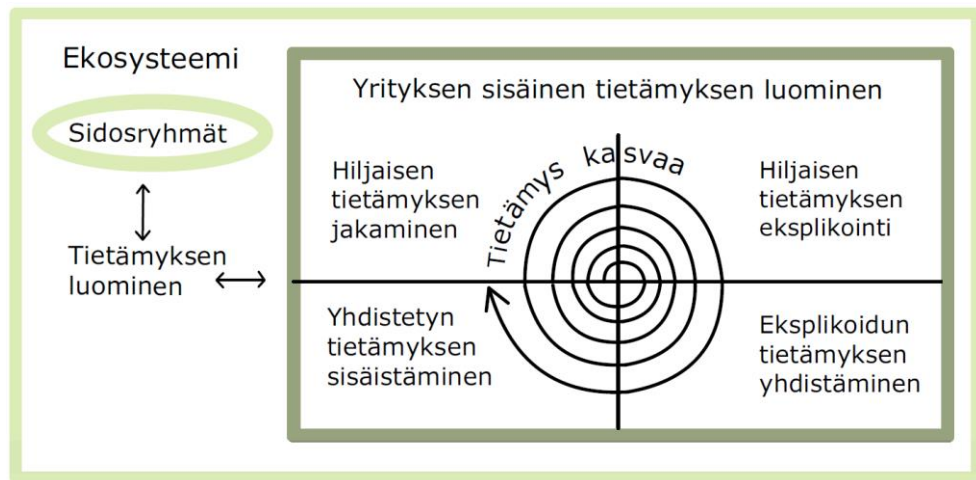 Ekosysteemi
Sidosryhmät
Tietämyksen
luominen
Yrityksen sisäinen tietämyksen luominen
Hiljaisen
tietämyksen
jakaminen
Tietämys kasvaa
Hiljaisen
tietämyksen
eksplikointi
Yhdistetyn
tietämyksen
sisäistäminen
Eksplikoidun
tietämyksen
yhdistäminen